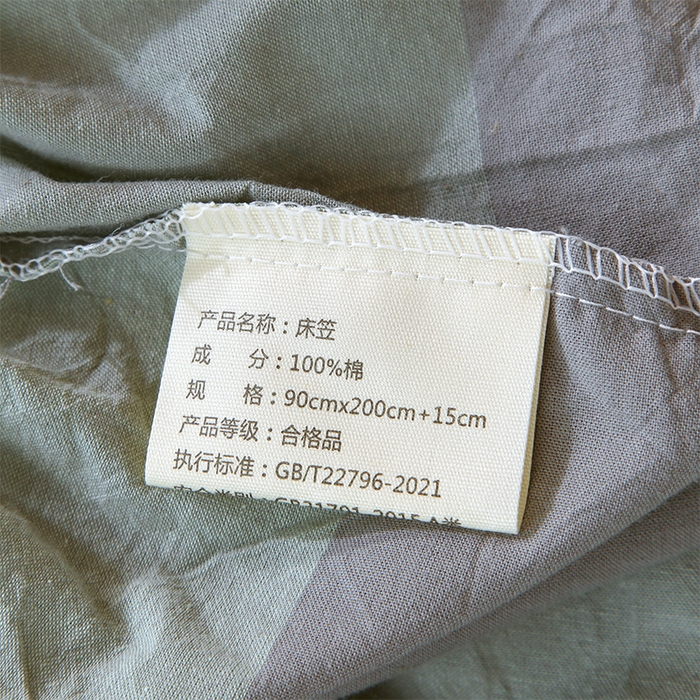 产品名称：床笠
成 分：100%棉
规 格：90cmx200cm+15cm
产品等级：合格品
执行标准：GB/T22796-2021